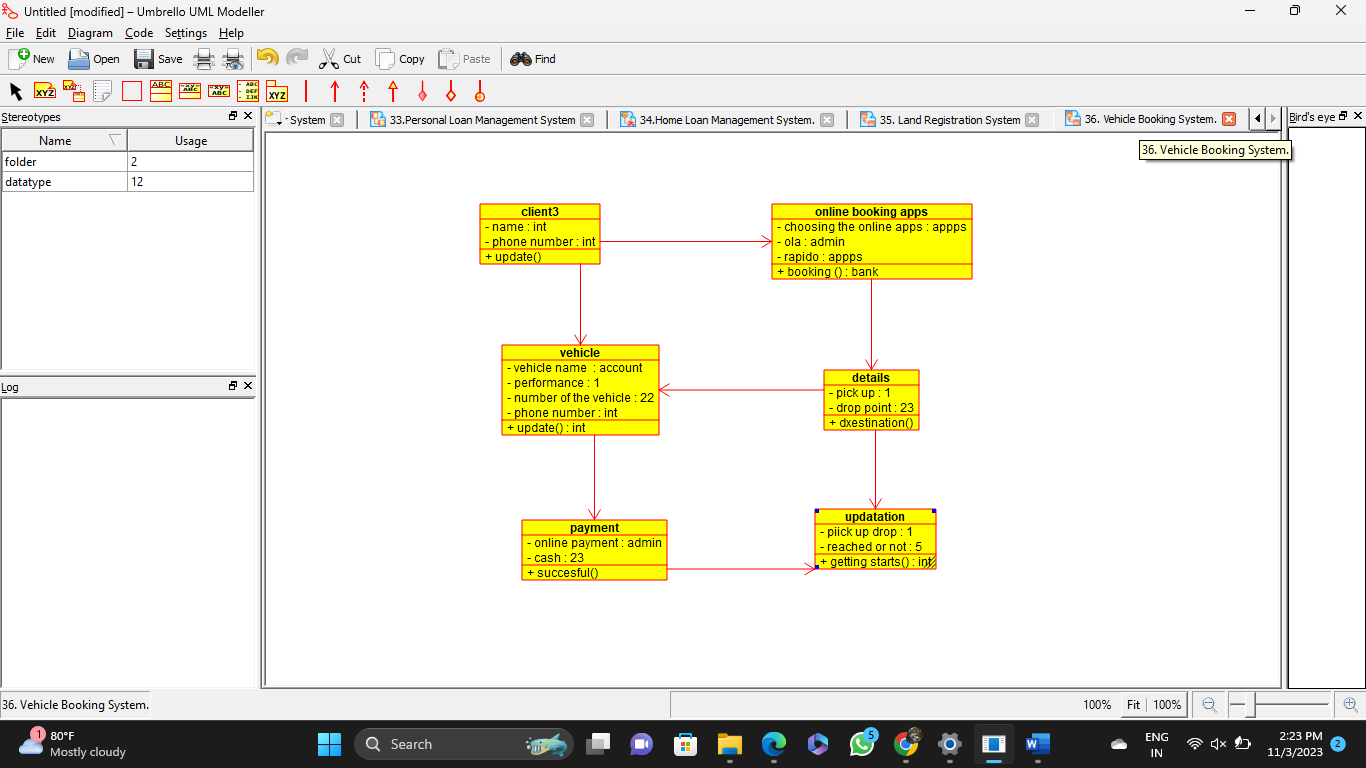 Untitled [modified] – Umbrello UML Modeller
File Edit Diagram Code Settings Help
New Open Save Cut Copy Paste Find
Stereotypes
Name Usage
folder 2
datatype 12
Log
System
33.Personal Loan Management System
34.Home Loan Management System.
35. Land Registration System
36. Vehicle Booking System.
Bird's eye
36. Vehicle Booking System.
client3
- name : int
- phone number : int
+ update()
online booking apps
- choosing the online apps : appps
- ola : admin
- rapido : appps
+ booking () : bank
vehicle
- vehicle name  : account
- performance : 1
- number of the vehicle : 22
- phone number : int
+ update() : int
details
- pick up : 1
- drop point : 23
+ dxestination()
payment
- online payment : admin
- cash : 23
+ succesful()
updatation
- piick up drop : 1
- reached or not : 5
+ getting starts() : int
36. Vehicle Booking System.
100% Fit 100%
1
80°F
Mostly cloudy
Search
5
ENG
IN
2:23 PM
11/3/2023
2